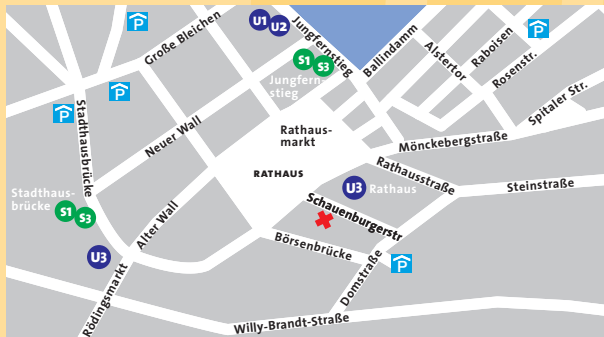 P
Große Bleichen
U1
U2
Jungfernstieg
S1
S3
Jungfern-
stieg
Ballindamm
Alstertor
Raboisen
P
Rosenstr.
Spitaler Str.
P
P
Stadthausbrücke
Neuer Wall
Rathaus-
markt
Mönckebergstraße
RATHAUS
U3
Rathaus
Rathausstraße
Steinstraße
Schauenburgerstr
Stadthaus-
brücke
S1
S3
Alter Wall
Börsenbrücke
U3
P
Rödingsmarkt
Domstraße
Willy-Brandt-Straße